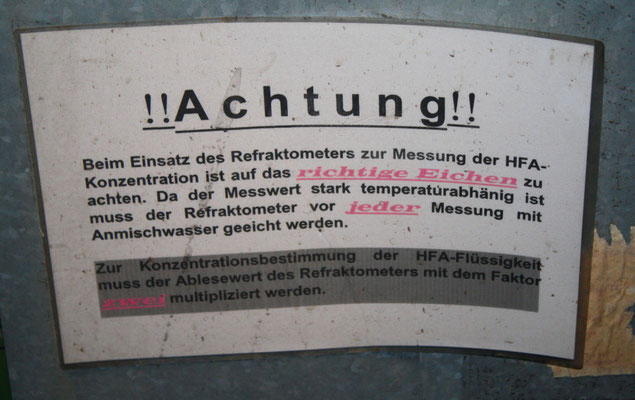 !!Achtung!!
Beim Einsatz des Refraktometers zur Messung der HFA-
Konzentration ist auf das richtige Eichen zu
achten. Da der Messwert stark temperaturabhänig ist
muss der Refraktometer vor jeder Messung mit
Anmischwasser geeicht werden.
Zur Konzentrationsbestimmung der HFA-Flüssigkeit
muss der Ablesewert des Refraktometers mit dem Faktor
zwei multipliziert werden.